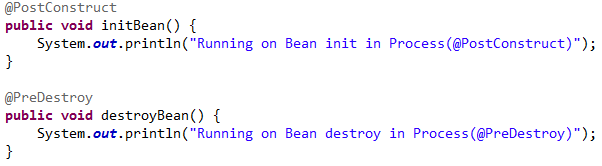 @PostConstruct
public void initBean() {
    System.out.println("Running on Bean init in Process(@PostConstruct)");
}
@PreDestroy
public void destroyBean() {
    System.out.println("Running on Bean destroy in Process(@PreDestroy)");
}